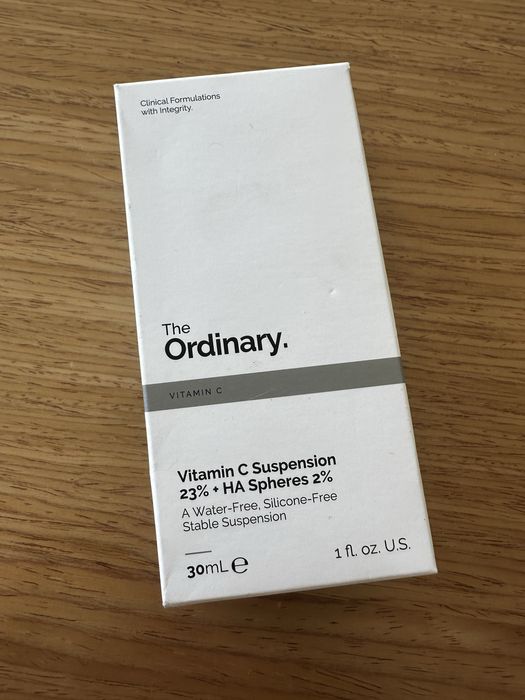 Clinical Formulations
with Integrity.
The
Ordinary.
VITAMIN C
Vitamin C Suspension
23% + HA Spheres 2%
A Water-Free, Silicone-Free
Stable Suspension
30mL ℮
1 fl. oz. U.S.